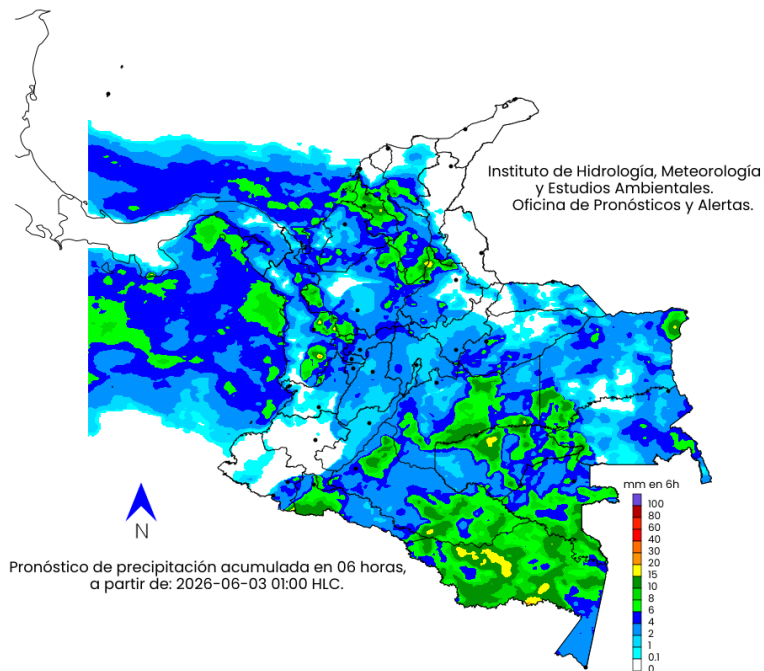 Instituto de Hidrología, Meteorología
y Estudios Ambientales.
Oficina de Pronósticos y Alertas.
mm en 6h
100
80
60
40
30
20
15
10
8
6
4
2
1
0.1
0
N
Pronóstico de precipitación acumulada en 06 horas,
a partir de: 2026-06-03 01:00 HLC.